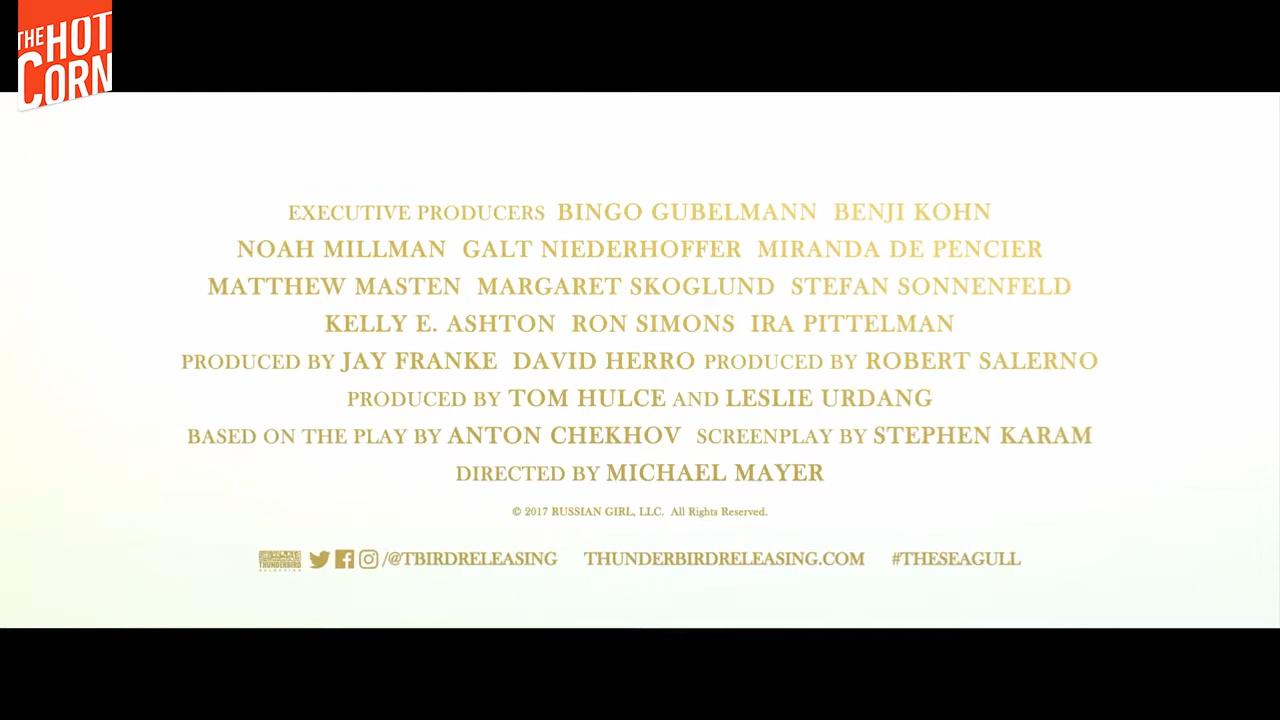 THE HOT
CORN
EXECUTIVE PRODUCERS BINGO GUBELMANN BENJI KOHN
NOAH MILLMAN GALT NIEDERHOFFER MIRANDA DE PENCIER
MATTHEW MASTEN MARGARET SKOGLUND STEFAN SONNENFELD
KELLY E. ASHTON RON SIMONS IRA PITTELMAN
PRODUCED BY JAY FRANKE DAVID HERRO PRODUCED BY ROBERT SALERNO
PRODUCED BY TOM HULCE AND LESLIE URDANG
BASED ON THE PLAY BY ANTON CHEKHOV SCREENPLAY BY STEPHEN KARAM
DIRECTED BY MICHAEL MAYER
© 2017 RUSSIAN GIRL, LLC. All Rights Reserved.
THUNDERBIRD
RELEASING
/@TBIRDRELEASING THUNDERBIRDRELEASING.COM #THESEAGULL